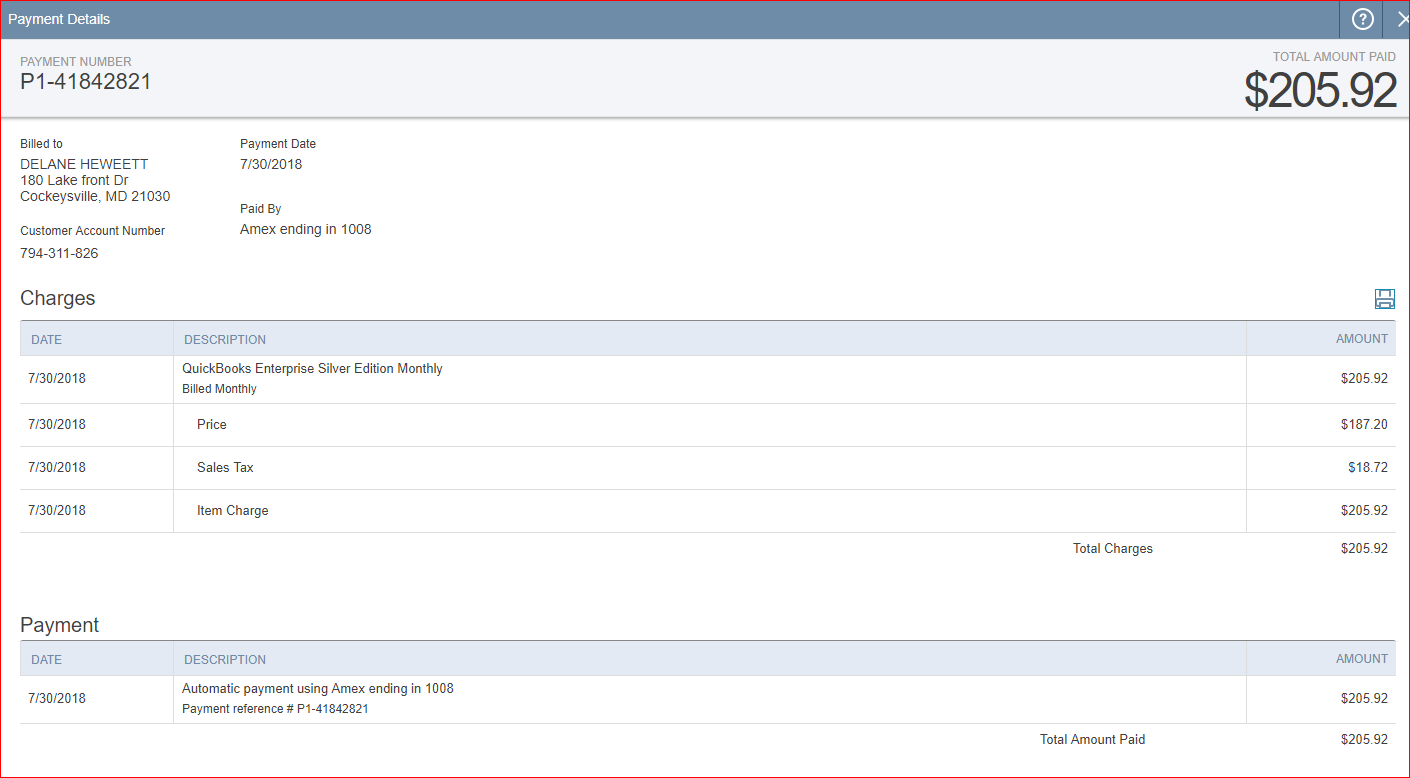 Payment Details
?
PAYMENT NUMBER
P1-41842821
TOTAL AMOUNT PAID
$205.92
Billed to
DELANE HEWEETT
180 Lake front Dr
Cockeysville, MD 21030
Customer Account Number
794-311-826
Payment Date
7/30/2018
Paid By
Amex ending in 1008
Charges
DATE DESCRIPTION AMOUNT
7/30/2018 QuickBooks Enterprise Silver Edition Monthly $205.92
Billed Monthly
7/30/2018 Price $187.20
7/30/2018 Sales Tax $18.72
7/30/2018 Item Charge $205.92
Total Charges $205.92
Payment
DATE DESCRIPTION AMOUNT
7/30/2018 Automatic payment using Amex ending in 1008 $205.92
Payment reference # P1-41842821
Total Amount Paid $205.92